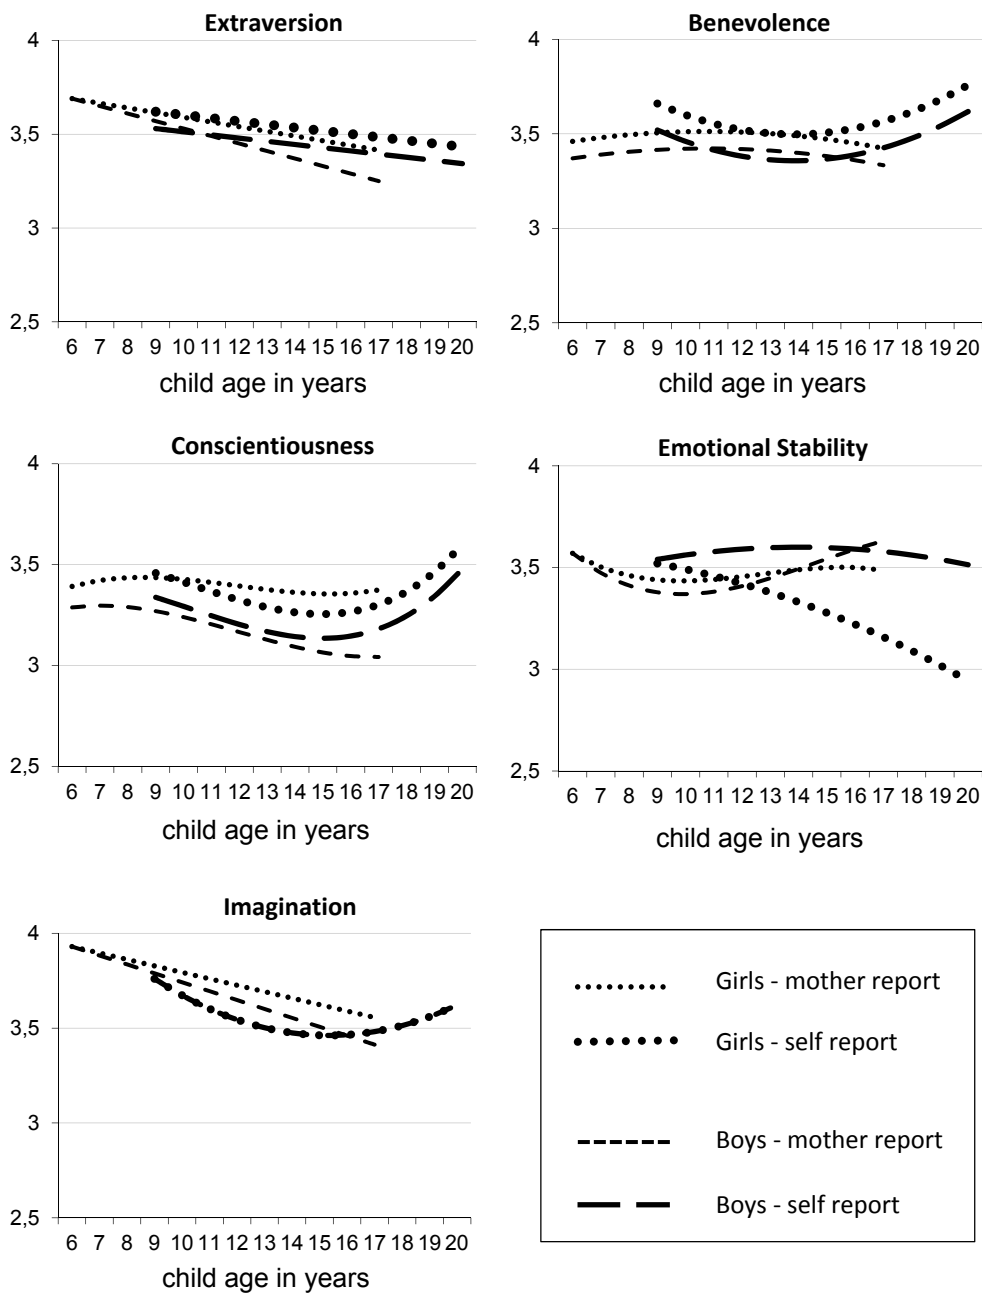 Extraversion
4
3,5
3
2,5
6 7 8 9 10 11 12 13 14 15 16 17 18 19 20
child age in years
Benevolence
4
3,5
3
2,5
6 7 8 9 10 11 12 13 14 15 16 17 18 19 20
child age in years
Conscientiousness
4
3,5
3
2,5
6 7 8 9 10 11 12 13 14 15 16 17 18 19 20
child age in years
Emotional Stability
4
3,5
3
2,5
6 7 8 9 10 11 12 13 14 15 16 17 18 19 20
child age in years
Imagination
4
3,5
3
2,5
6 7 8 9 10 11 12 13 14 15 16 17 18 19 20
child age in years
Girls - mother report
Girls - self report
Boys - mother report
Boys - self report